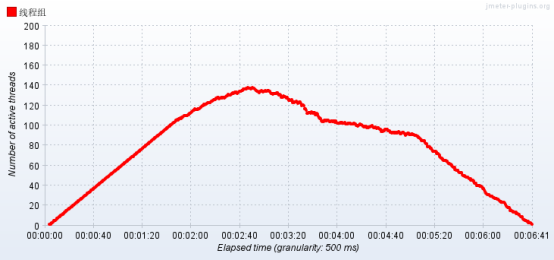 jmeter-plugins.org
线程组
200
180
160
140
120
100
80
60
40
20
0
Number of active threads
00:00:00 00:00:40 00:01:20 00:02:00 00:02:40 00:03:20 00:04:00 00:04:40 00:05:20 00:06:00 00:06:41
Elapsed time (granularity: 500 ms)